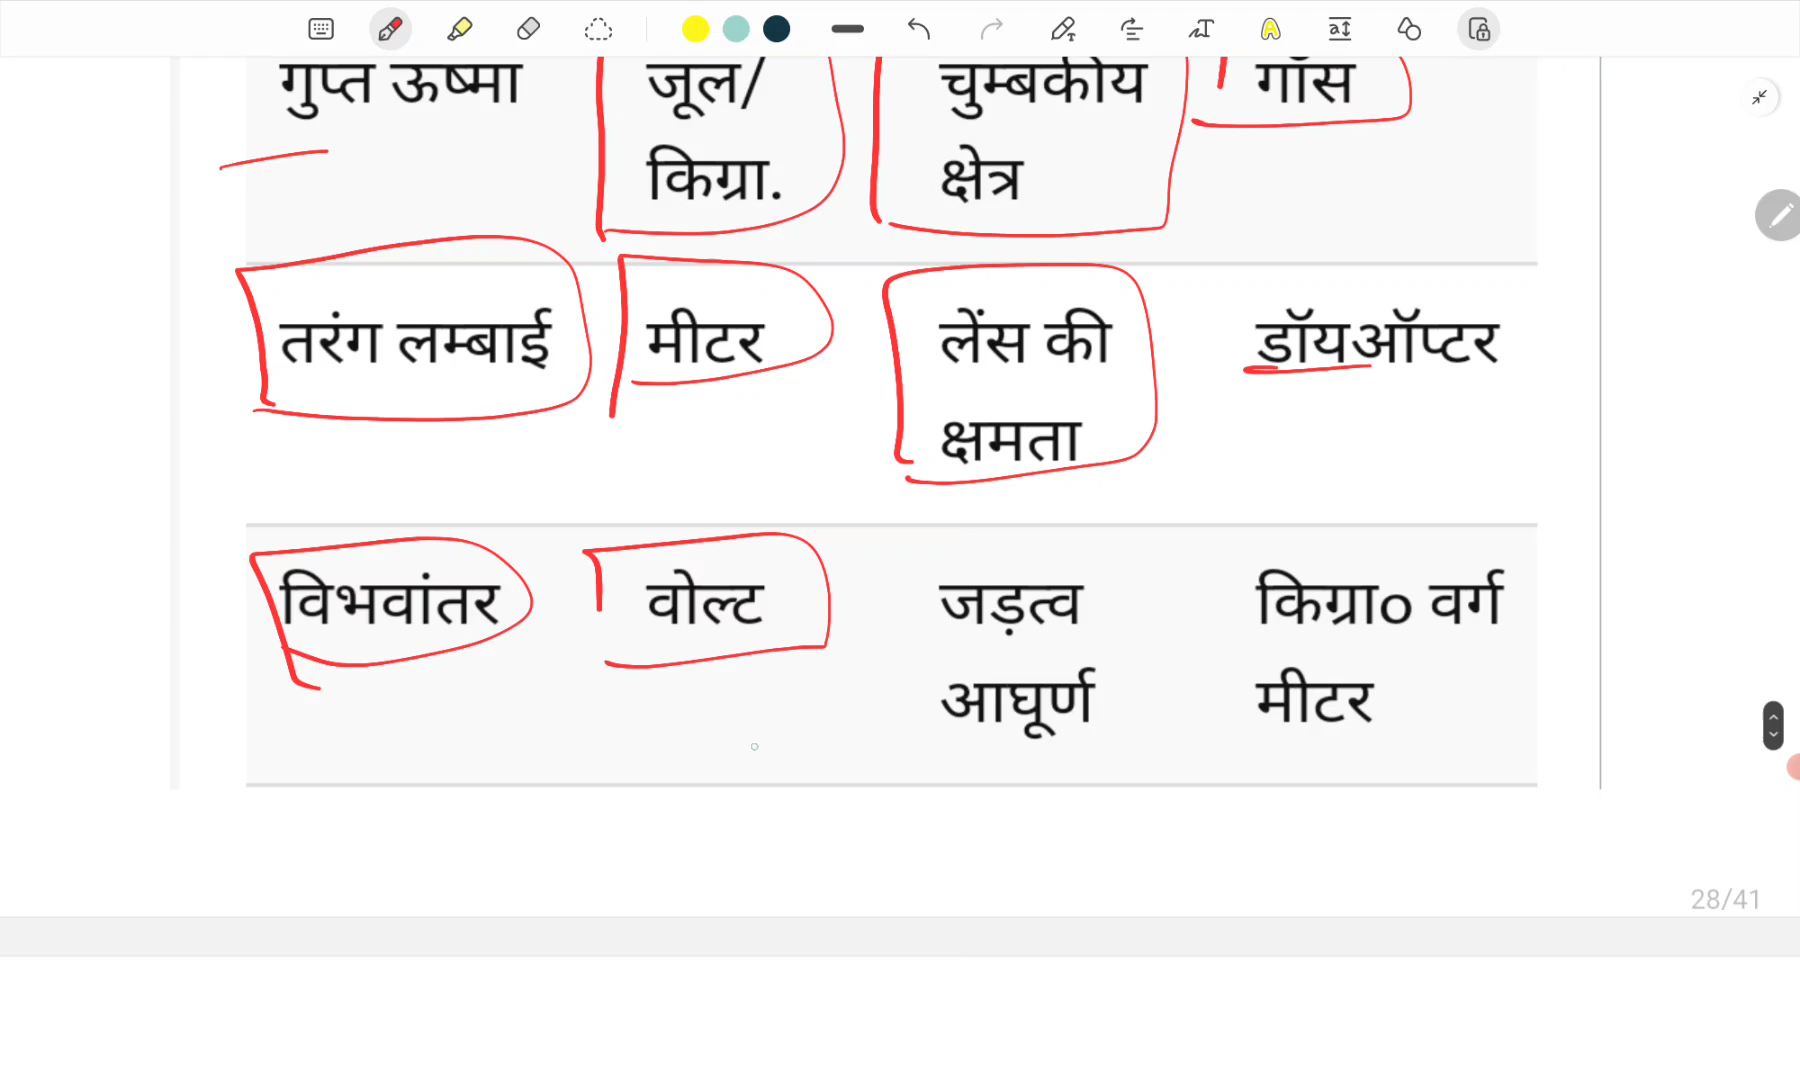 गुप्त ऊष्मा जूल/ चुम्बकीय गॉस
किग्रा. क्षेत्र
तरंग लम्बाई मीटर लेंस की डॉयऑप्टर
क्षमता
विभवांतर वोल्ट जड़त्व किग्रा० वर्ग
आघूर्ण मीटर
28/41